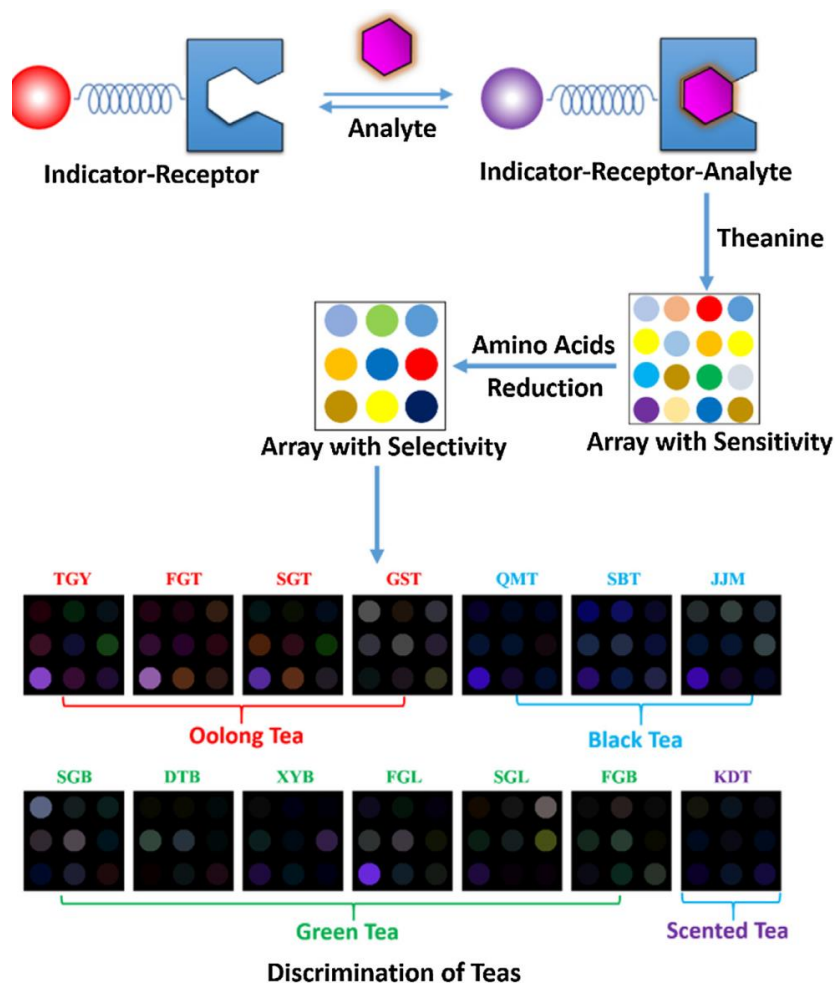 Analyte
Indicator-Receptor
Indicator-Receptor-Analyte
Theanine
Amino Acids
Reduction
Array with Selectivity
Array with Sensitivity
TGY FGT SGT GST QMT SBT JJM
Oolong Tea Black Tea
SGB DTB XYB FGL SGL FGB KDT
Green Tea Scented Tea
Discrimination of Teas